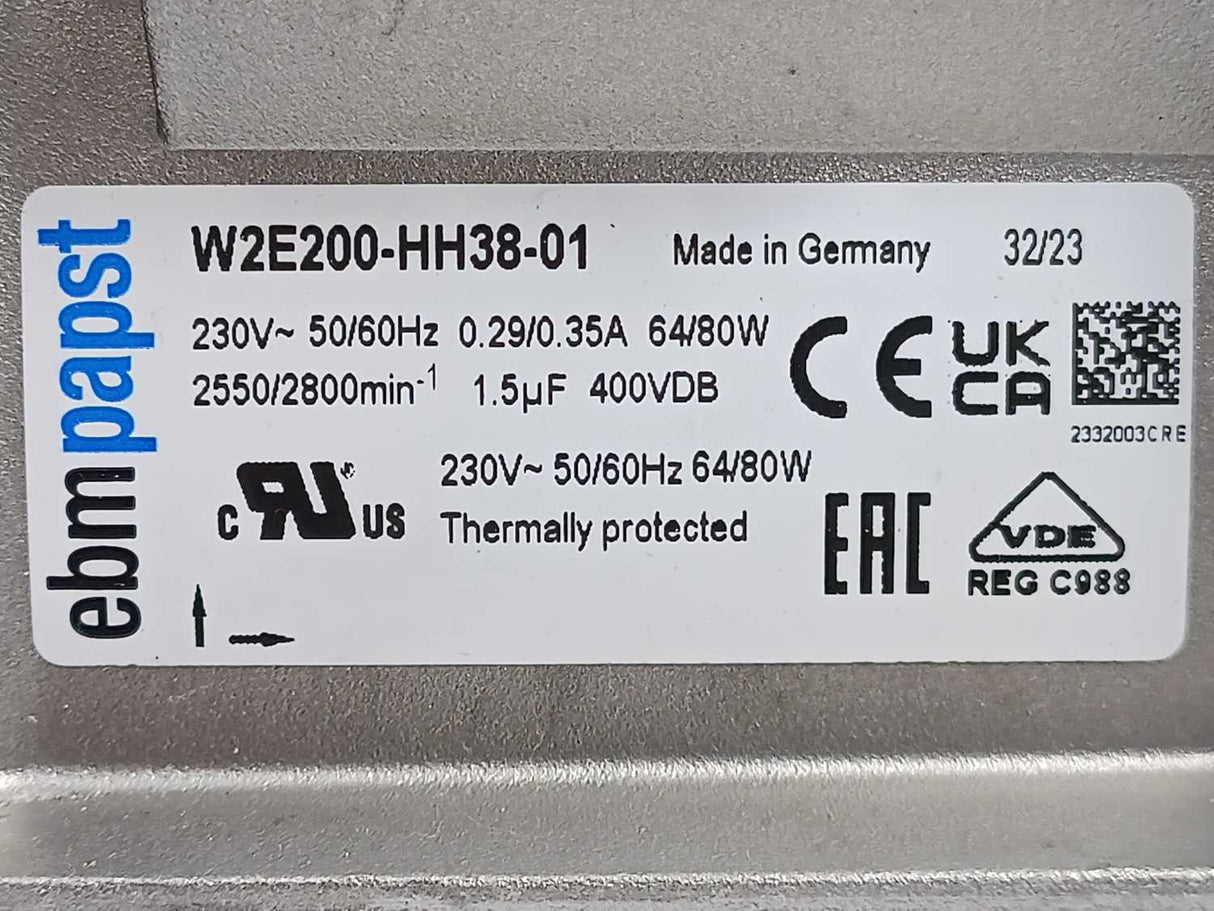 ebmpapst
W2E200-HH38-01 Made in Germany 32/23
230V~ 50/60Hz 0.29/0.35A 64/80W
2550/2800min⁻¹ 1.5µF 400VDB
CE
UK
CA
2332003CRE
c RU US
230V~ 50/60Hz 64/80W
Thermally protected
EAC
VDE
REG C988